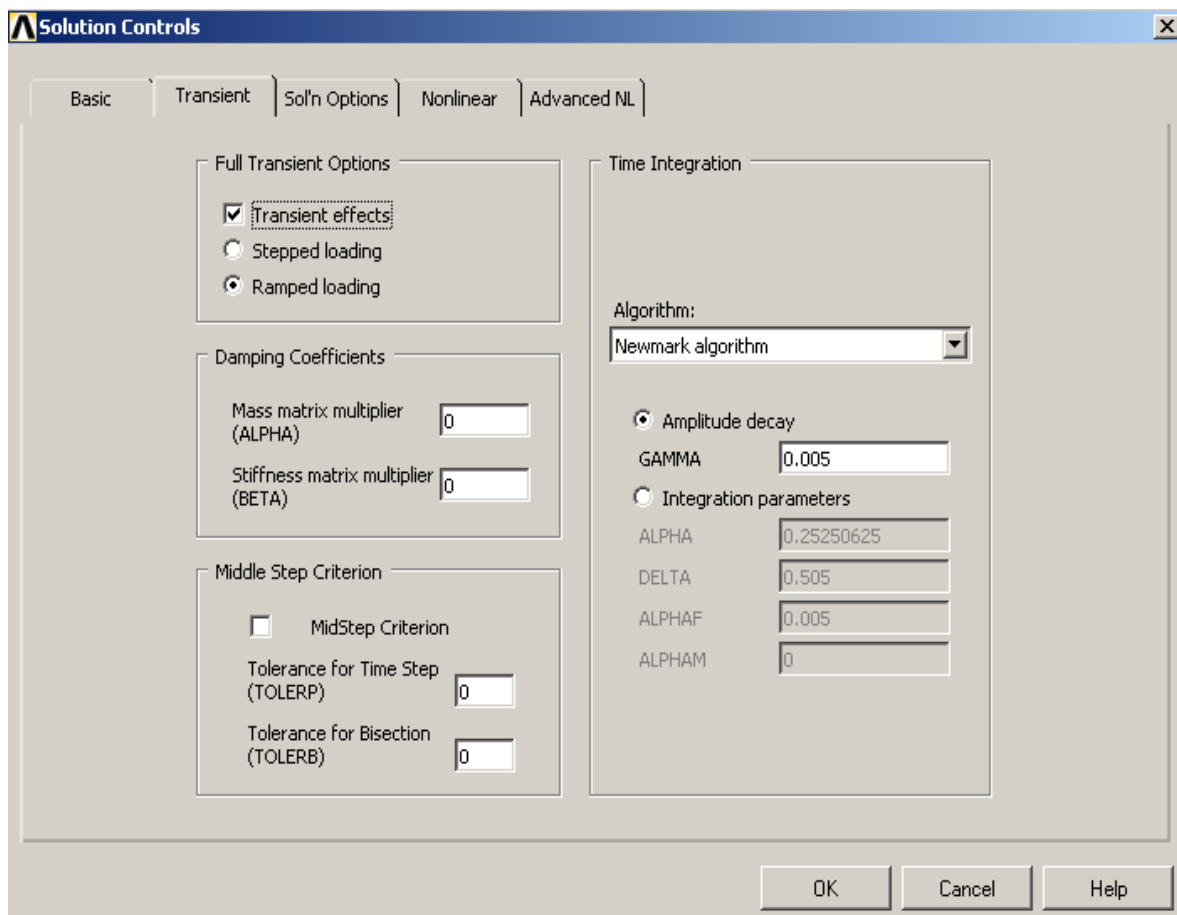 Solution Controls
Basic
Transient
Sol'n Options
Nonlinear
Advanced NL
Full Transient Options
Transient effects
Stepped loading
Ramped loading
Damping Coefficients
Mass matrix multiplier
(ALPHA)
0
Stiffness matrix multiplier
(BETA)
0
Middle Step Criterion
MidStep Criterion
Tolerance for Time Step
(TOLERP)
0
Tolerance for Bisection
(TOLERB)
0
Time Integration
Algorithm:
Newmark algorithm
Amplitude decay
GAMMA 0.005
Integration parameters
ALPHA 0.25250625
DELTA 0.505
ALPHAF 0.005
ALPHAM 0
OK
Cancel
Help